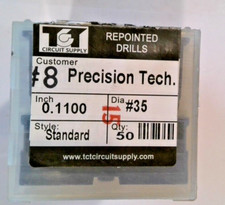 TCT
CIRCUIT SUPPLY
REPOINTED
DRILLS
Customer
#8 Precision Tech.
Inch
0.1100
Dia.
#35
15
Style:
Standard
Qty:
50
www.tctcircuitsupply.com